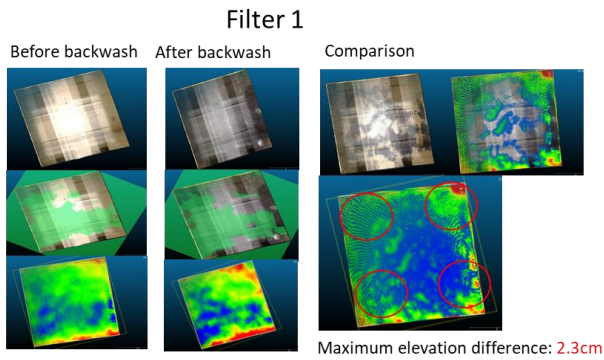 Filter 1
Before backwash
After backwash
Comparison
Maximum elevation difference: 2.3cm